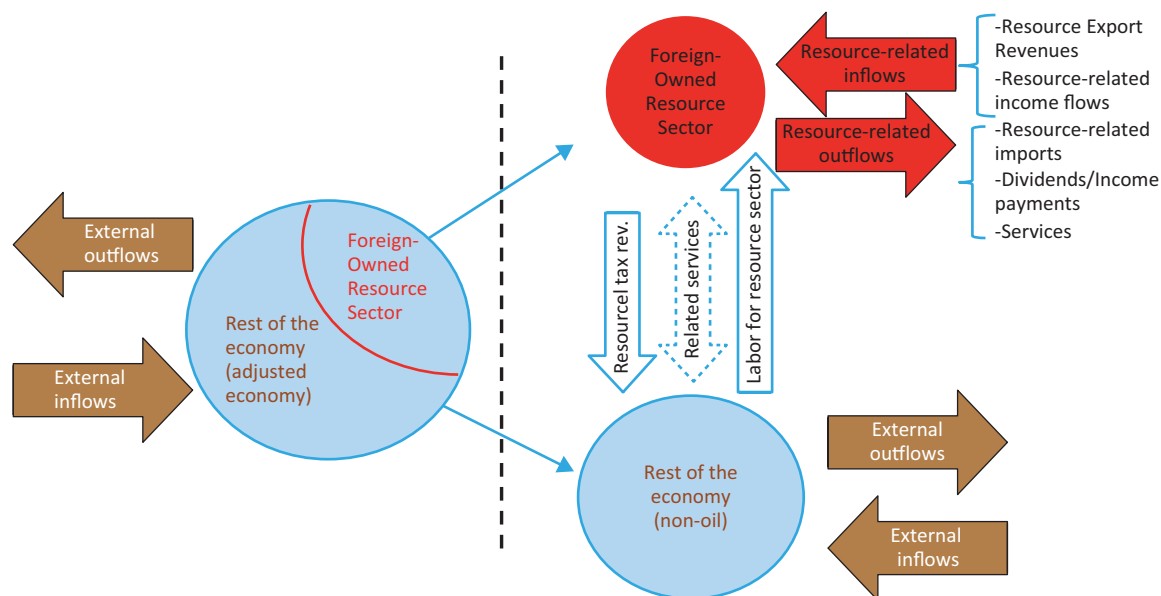 External
outflows
External
inflows
Foreign-
Owned
Resource
Sector
Rest of the
economy
(adjusted
economy)
Foreign-
Owned
Resource
Sector
Resource-related
inflows
Resource-related
outflows
-Resource Export
Revenues
-Resource-related
income flows
-Resource-related
imports
-Dividends/Income
payments
-Services
Resourcel tax rev.
Related services
Labor for resource sector
Rest of the
economy
(non-oil)
External
outflows
External
inflows